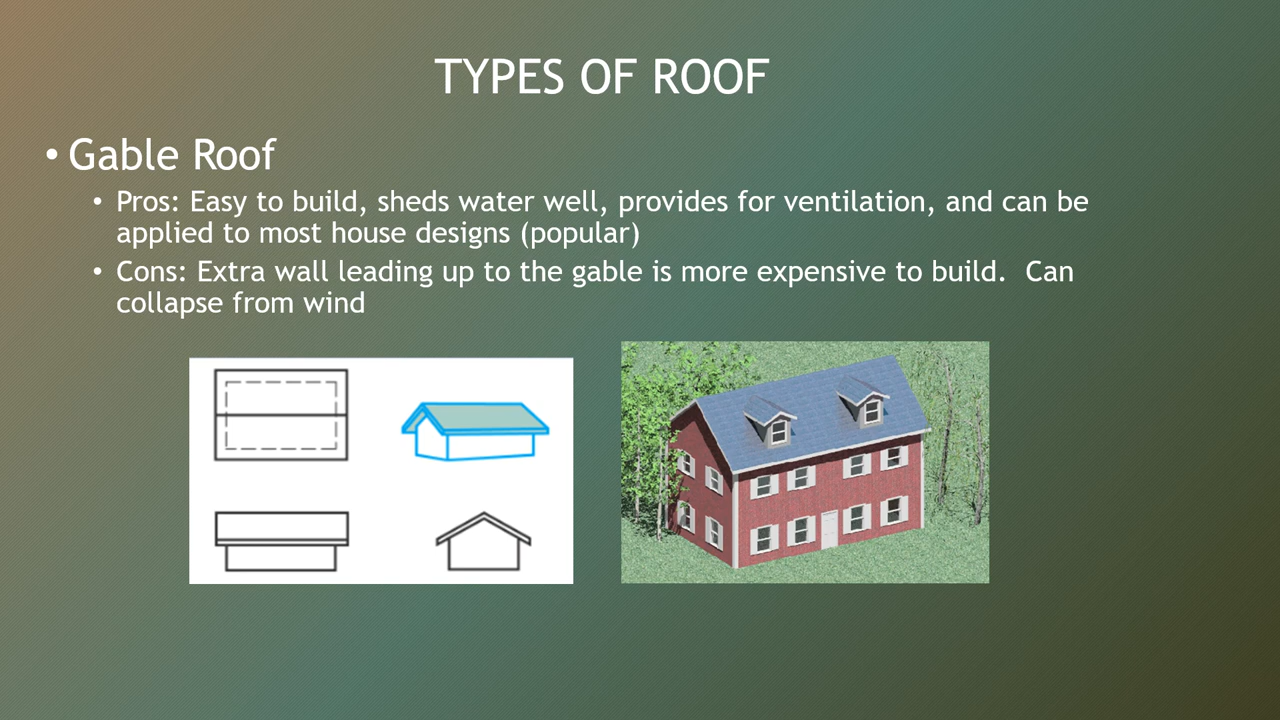 TYPES OF ROOF
• Gable Roof
• Pros: Easy to build, sheds water well, provides for ventilation, and can be
applied to most house designs (popular)
• Cons: Extra wall leading up to the gable is more expensive to build.  Can
collapse from wind